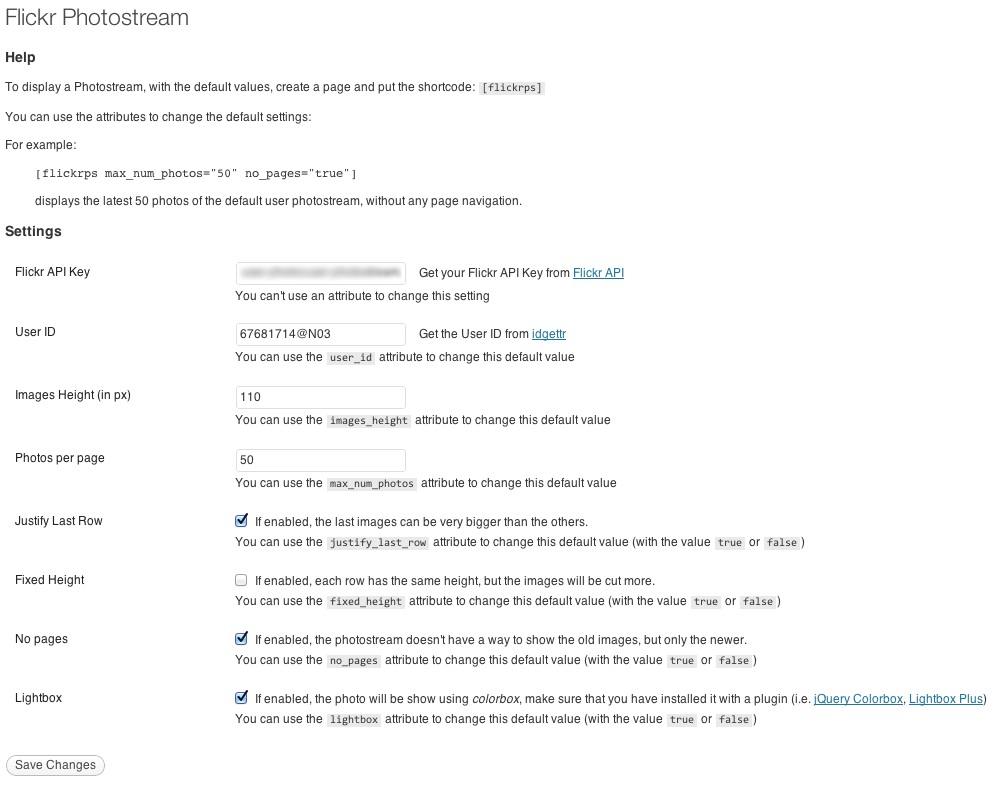 Flickr Photostream
Help
To display a Photostream, with the default values, create a page and put the shortcode: [flickrps]
You can use the attributes to change the default settings:
For example:
[flickrps max_num_photos="50" no_pages="true"]
displays the latest 50 photos of the default user photostream, without any page navigation.
Settings
Flickr API Key Get your Flickr API Key from Flickr API
You can't use an attribute to change this setting
User ID 67681714@N03 Get the User ID from idgettr
You can use the user_id attribute to change this default value
Images Height (in px) 110
You can use the images_height attribute to change this default value
Photos per page 50
You can use the max_num_photos attribute to change this default value
Justify Last Row If enabled, the last images can be very bigger than the others.
You can use the justify_last_row attribute to change this default value (with the value true or false)
Fixed Height If enabled, each row has the same height, but the images will be cut more.
You can use the fixed_height attribute to change this default value (with the value true or false)
No pages If enabled, the photostream doesn't have a way to show the old images, but only the newer.
You can use the no_pages attribute to change this default value (with the value true or false)
Lightbox If enabled, the photo will be show using colorbox, make sure that you have installed it with a plugin (i.e. jQuery Colorbox, Lightbox Plus)
You can use the lightbox attribute to change this default value (with the value true or false)
Save Changes